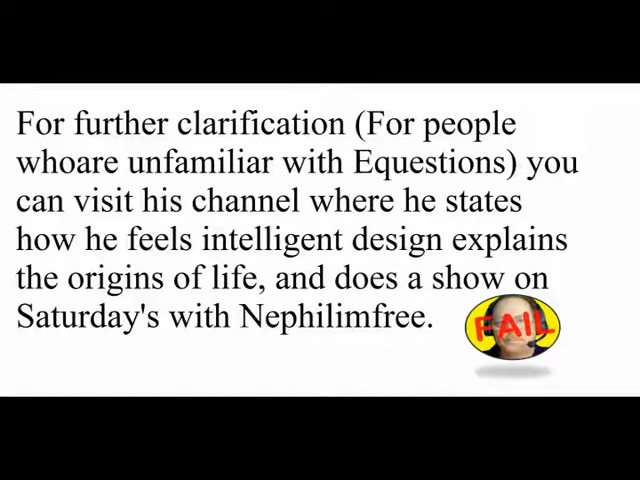 For further clarification (For people
whoare unfamiliar with Equestions) you
can visit his channel where he states
how he feels intelligent design explains
the origins of life, and does a show on
Saturday's with Nephilimfree.
FAIL